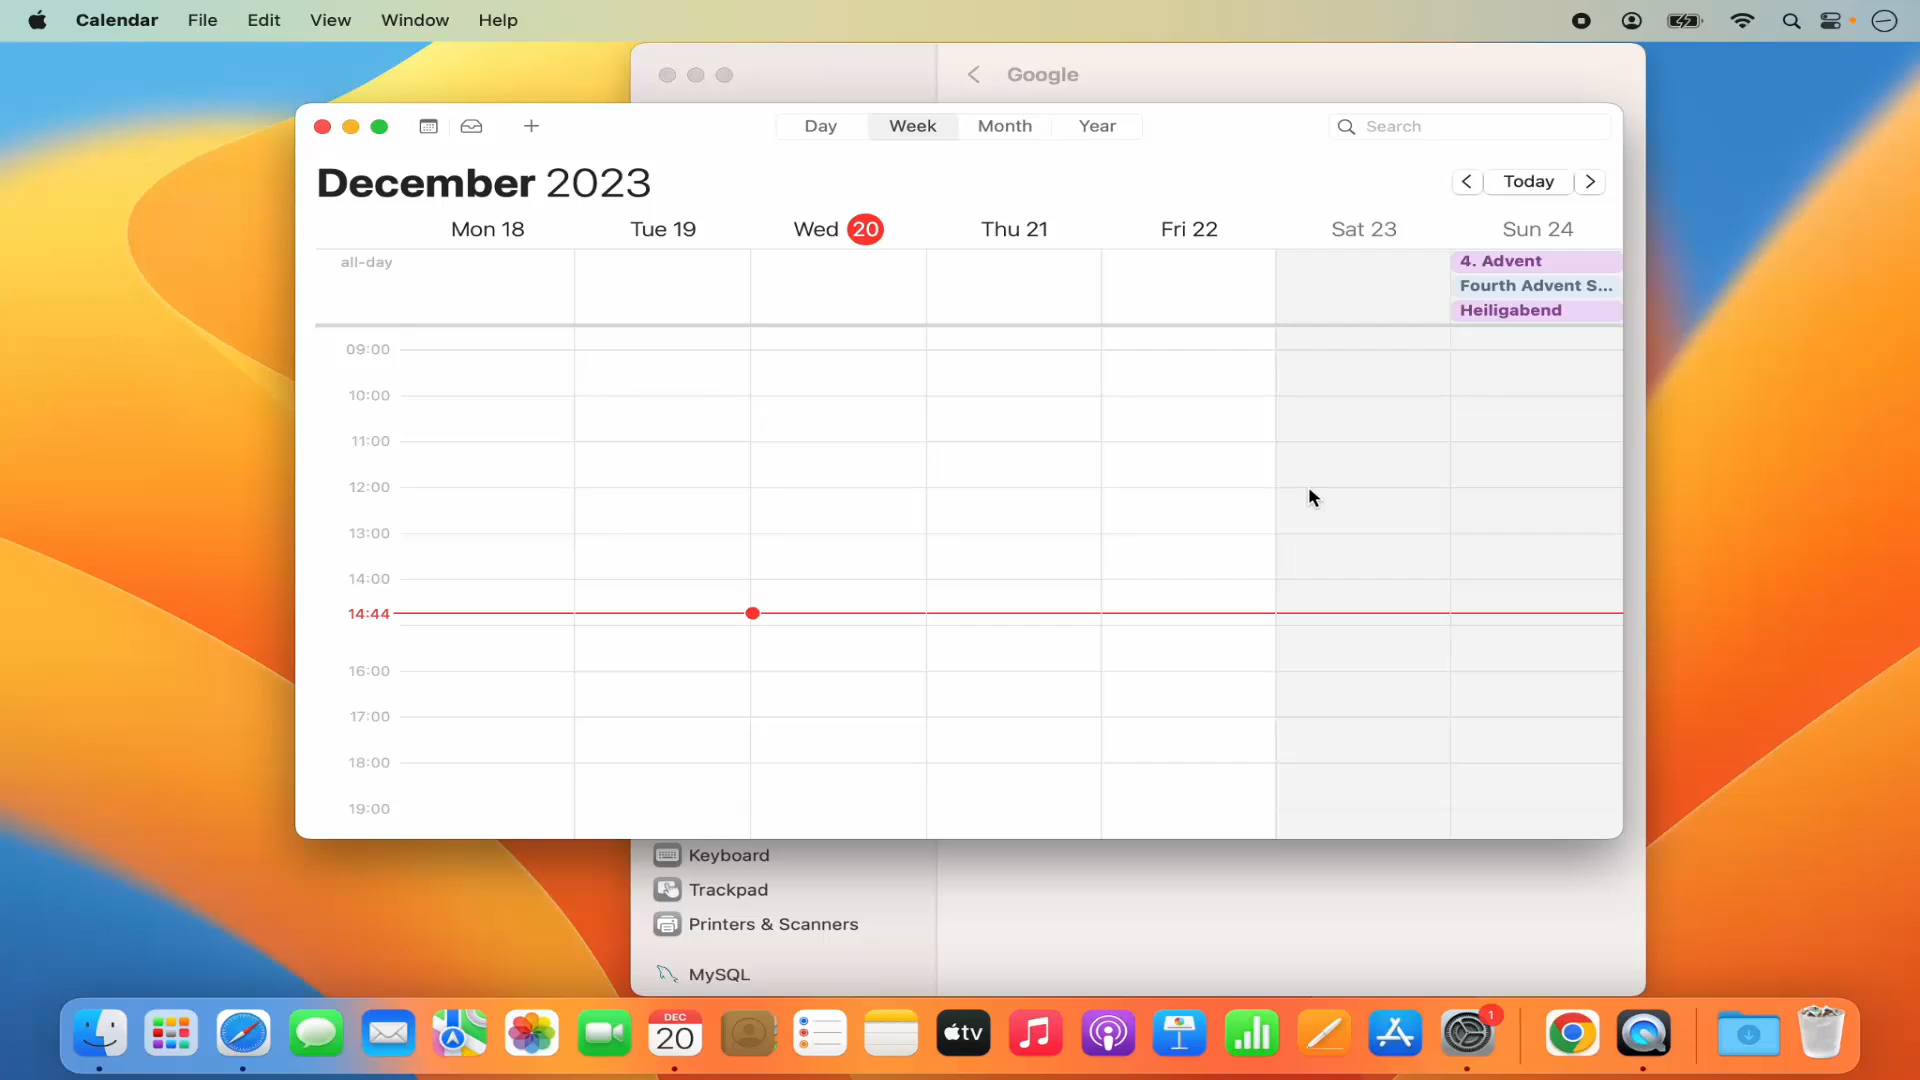 Calendar File Edit View Window Help
Google
Day Week Month Year Search
December 2023 Today
Mon 18 Tue 19 Wed 20 Thu 21 Fri 22 Sat 23 Sun 24
all-day 4. Advent
Fourth Advent S...
Heiligabend
09:00
10:00
11:00
12:00
13:00
14:00
14:44
16:00
17:00
18:00
19:00
Keyboard
Trackpad
Printers & Scanners
MySQL
DEC
20
tv
1